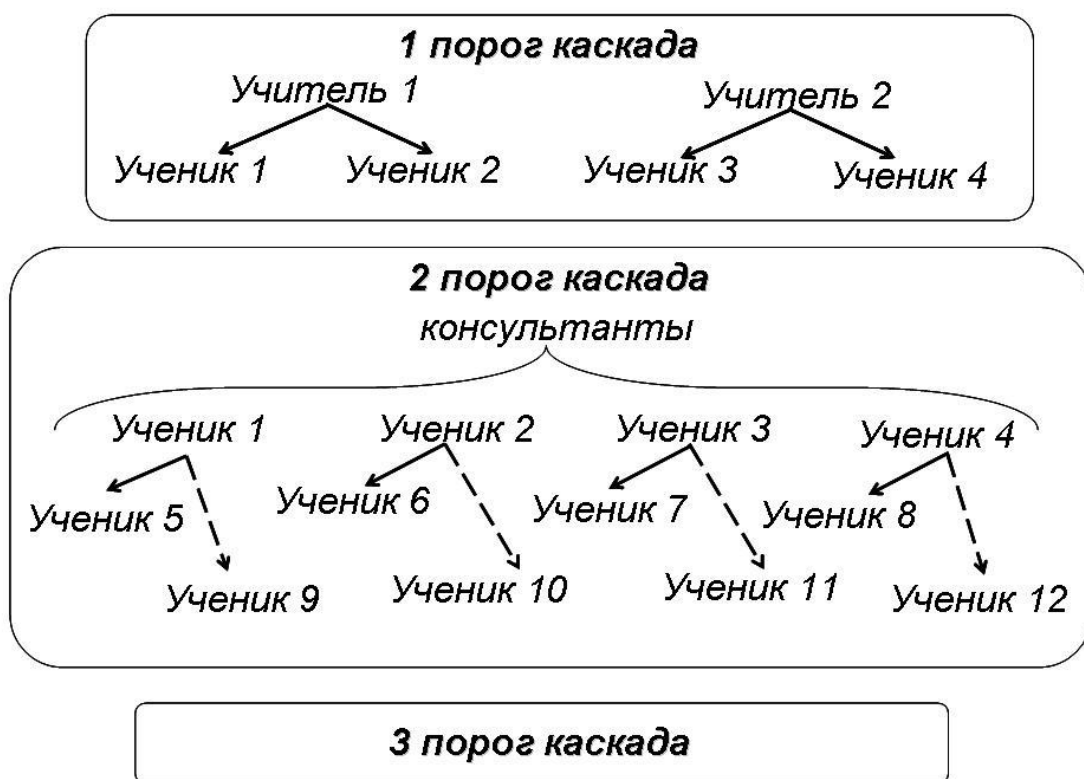 1 порог каскада
Учитель 1 Учитель 2
Ученик 1 Ученик 2 Ученик 3 Ученик 4
2 порог каскада
консультанты
Ученик 1 Ученик 2 Ученик 3 Ученик 4
Ученик 5 Ученик 6 Ученик 7 Ученик 8
Ученик 9 Ученик 10 Ученик 11 Ученик 12
3 порог каскада